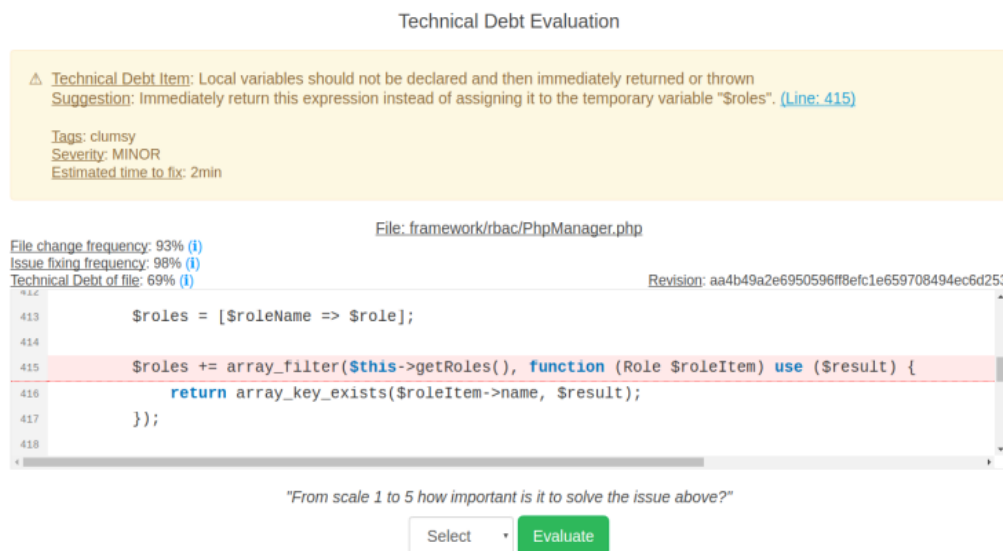 Technical Debt Evaluation
⚠ Technical Debt Item: Local variables should not be declared and then immediately returned or thrown
Suggestion: Immediately return this expression instead of assigning it to the temporary variable "$roles". (Line: 415)
Tags: clumsy
Severity: MINOR
Estimated time to fix: 2min
File: framework/rbac/PhpManager.php
File change frequency: 93% (i)
Issue fixing frequency: 98% (i)
Technical Debt of file: 69% (i)
Revision: aa4b49a2e6950596ff8efc1e659708494ec6d253
412
413 $roles = [$roleName => $role];
414
415 $roles += array_filter($this->getRoles(), function (Role $roleItem) use ($result) {
416 return array_key_exists($roleItem->name, $result);
417 });
418
"From scale 1 to 5 how important is it to solve the issue above?"
Select Evaluate